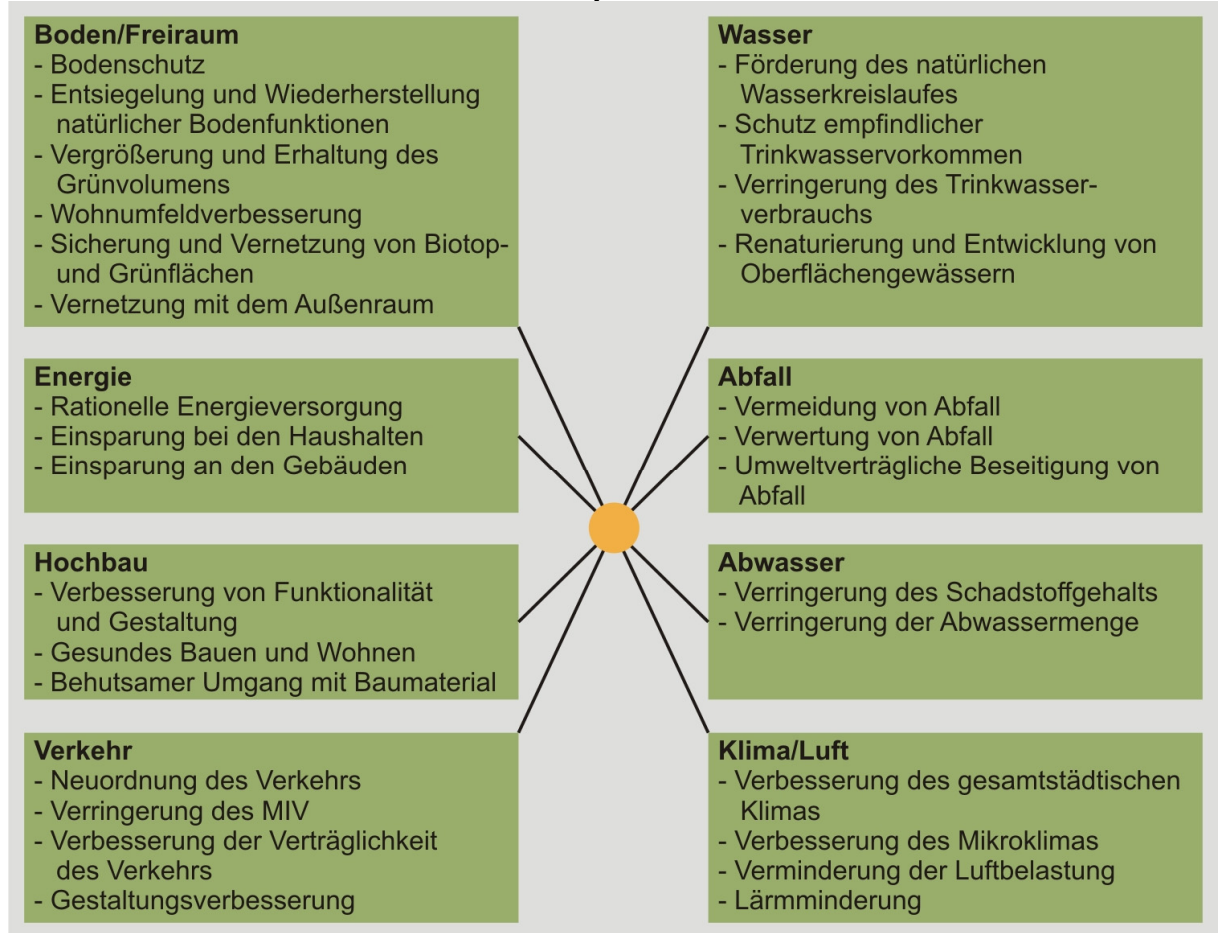 Boden/Freiraum
- Bodenschutz
- Entsiegelung und Wiederherstellung
natürlicher Bodenfunktionen
- Vergrößerung und Erhaltung des
Grünvolumens
- Wohnumfeldverbesserung
- Sicherung und Vernetzung von Biotop-
und Grünflächen
- Vernetzung mit dem Außenraum
Wasser
- Förderung des natürlichen
Wasserkreislaufes
- Schutz empfindlicher
Trinkwasservorkommen
- Verringerung des Trinkwasser-
verbrauchs
- Renaturierung und Entwicklung von
Oberflächengewässern
Energie
- Rationelle Energieversorgung
- Einsparung bei den Haushalten
- Einsparung an den Gebäuden
Abfall
- Vermeidung von Abfall
- Verwertung von Abfall
- Umweltverträgliche Beseitigung von
Abfall
Hochbau
- Verbesserung von Funktionalität
und Gestaltung
- Gesundes Bauen und Wohnen
- Behutsamer Umgang mit Baumaterial
Abwasser
- Verringerung des Schadstoffgehalts
- Verringerung der Abwassermenge
Verkehr
- Neuordnung des Verkehrs
- Verringerung des MIV
- Verbesserung der Verträglichkeit
des Verkehrs
- Gestaltungsverbesserung
Klima/Luft
- Verbesserung des gesamtstädtischen
Klimas
- Verbesserung des Mikroklimas
- Verminderung der Luftbelastung
- Lärmminderung